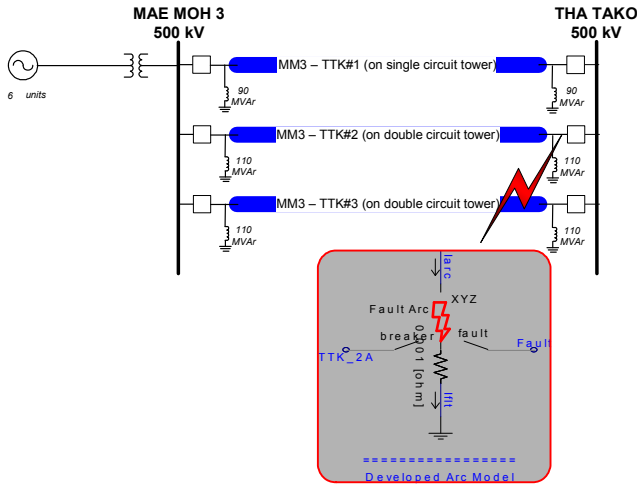 MAE MOH 3
500 kV
THA TAKO
500 kV
6 units
MM3 – TTK#1 (on single circuit tower)
90
MVAr
90
MVAr
MM3 – TTK#2 (on double circuit tower)
110
MVAr
110
MVAr
MM3 – TTK#3 (on double circuit tower)
110
MVAr
110
MVAr
Iarc
XYZ
Fault Arc
breaker
fault
TTK_2A
Fault
[ohm]
Iflt
==================
Developed Arc Model